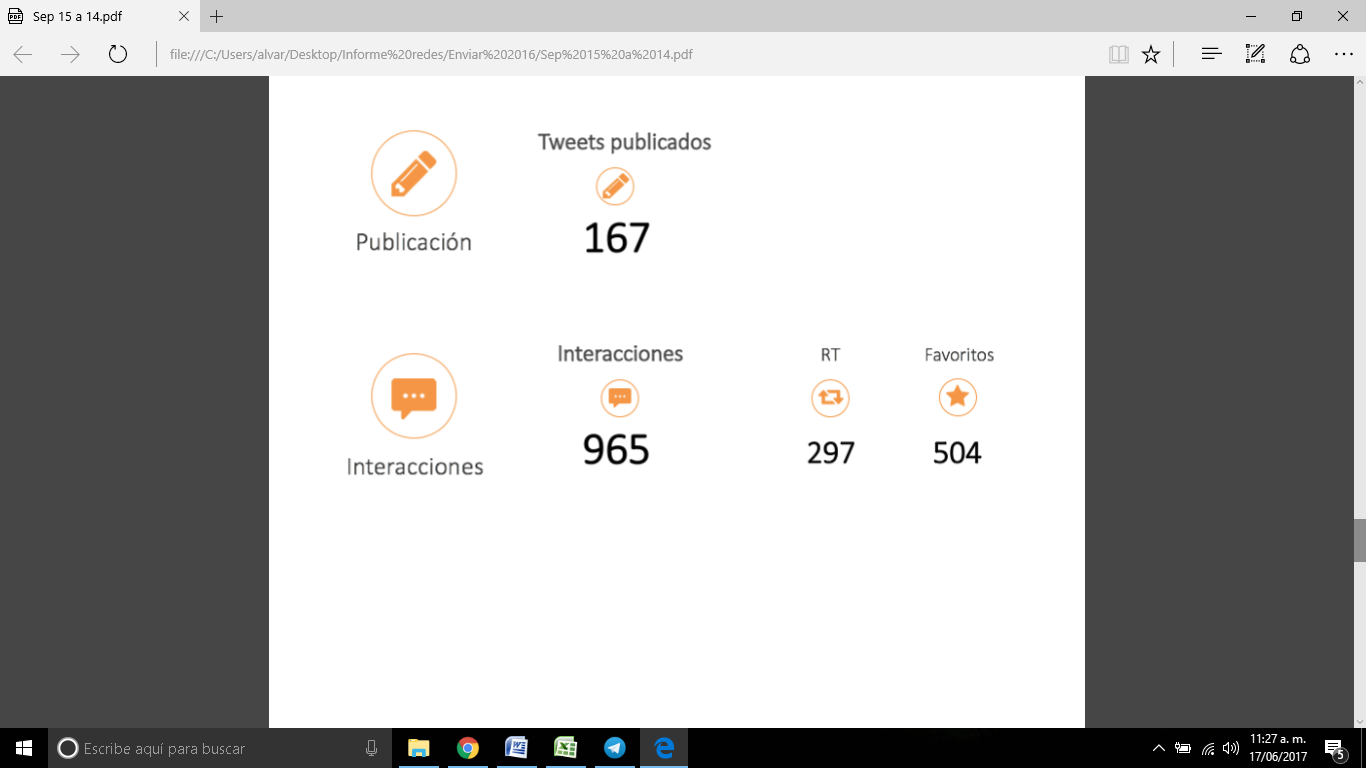 Sep 15 a 14.pdf
file:///C:/Users/alvar/Desktop/Informe%20redes/Enviar%202016/Sep%2015%20a%2014.pdf
Tweets publicados
Publicación
167
Interacciones
RT
Favoritos
965
297
504
Interacciones
Escribe aquí para buscar
11:27 a. m.
17/06/2017
5